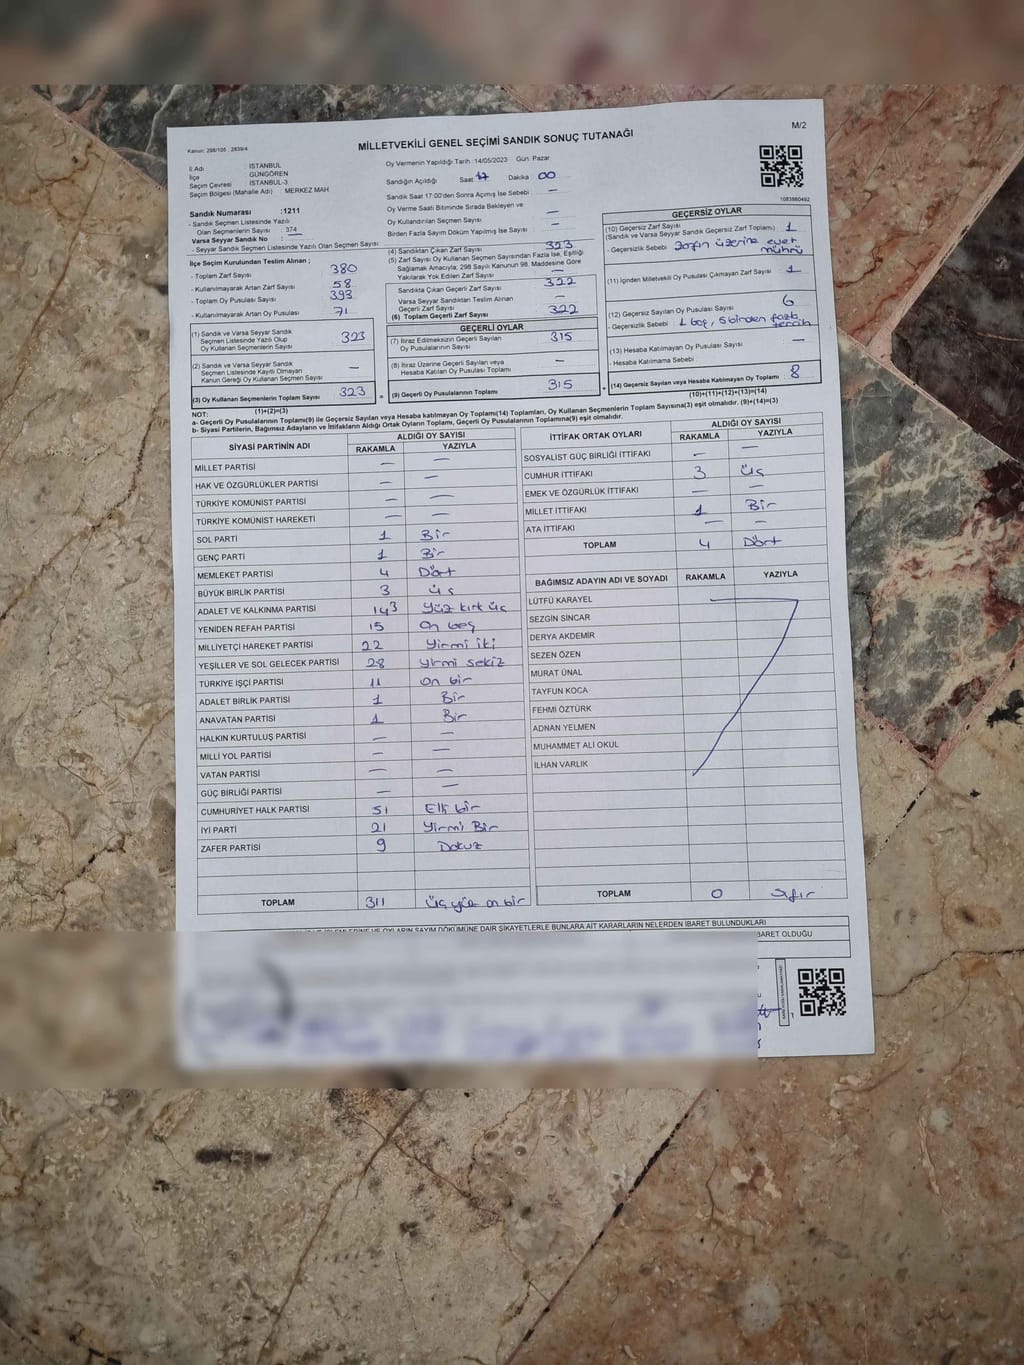 Kanun: 298/105 , 2839/4
MİLLETVEKİLİ GENEL SEÇİMİ SANDIK SONUÇ TUTANAĞI
M/2
İl Adı : İSTANBUL
İlçe : GÜNGÖREN
Seçim Çevresi : İSTANBUL-3
Seçim Bölgesi (Mahalle Adı) : MERKEZ MAH
Oy Vermenin Yapıldığı Tarih : 14/05/2023 Gün: Pazar
Sandığın Açıldığı Saat 17 Dakika : 00
Sandık Saat 17:00'den Sonra Açımış İse Sebebi : —
Oy Verme Saati Bitiminde Sırada Bekleyen ve
Oy Kullandırılan Seçmen Sayısı —
Birden Fazla Sayım Dökum Yapılmış İse Sayısı : —
1083860492
Sandık Numarası : 1211
- Sandık Seçmen Listesinde Yazılı
Olan Seçmenlerin Sayısı : 374
Varsa Seyyar Sandık No : —
- Seyyar Sandık Seçmen Listesinde Yazılı Olan Seçmen Sayısı
İlçe Seçim Kurulundan Teslim Alınan ;
- Toplam Zarf Sayısı 380
- Kullanılmayarak Artan Zarf Sayısı 58
- Toplam Oy Pusulası Sayısı 393
- Kullanılmayarak Artan Oy Pusulası 71
(1) Sandık ve Varsa Seyyar Sandık
Seçmen Listesinde Yazılı Olup
Oy Kullanan Seçmenlerin Sayısı 323
(2) Sandık ve Varsa Seyyar Sandık
Seçmen Listesinde Kayıtlı Olmayan
Kanun Gereği Oy Kullanan Seçmen Sayısı —
(3) Oy Kullanan Seçmenlerin Toplam Sayısı 323
(1)+(2)=(3)
(4) Sandıktan Çıkan Zarf Sayısı 323
(5) Zarf Sayısı Oy Kullanan Seçmen Sayısından Fazla ise, Eşitliği
Sağlamak Amacıyla, 298 Sayılı Kanunun 98. Maddesine Göre
Yakılarak Yok Edilen Zarf Sayısı —
Sandıkta Çıkan Geçerli Zarf Sayısı 322
Varsa Seyyar Sandıktan Teslim Alınan
Geçerli Zarf Sayısı —
(6) Toplam Geçerli Zarf Sayısı 322
GEÇERLİ OYLAR
(7) İtiraz Edilmeksizin Geçerli Sayılan
Oy Pusulalarının Sayısı 315
(8) İtiraz Üzerine Geçerli Sayılan veya
Hesaba Katılan Oy Pusulası Toplamı —
= (9) Geçerli Oy Pusulalarının Toplamı 315
GEÇERSİZ OYLAR
(10) Geçersiz Zarf Sayısı 1
(Sandık ve Varsa Seyyar Sandık Geçersiz Zarf Toplamı)
- Geçersizlik Sebebi Zarfın üzerine evet mührü
(11) İçinden Milletvekili Oy Pusulası Çıkmayan Zarf Sayısı 1
(12) Geçersiz Sayılan Oy Pusulası Sayısı 6
- Geçersizlik Sebebi : 1 boş, 5 birden fazla tercih
(13) Hesaba Katılmayan Oy Pusulası Sayısı —
- Hesaba Katılmama Sebebi :
+ (14) Geçersiz Sayılan veya Hesaba Katılmayan Oy Toplamı 8
(10)+(11)+(12)+(13)=(14)
NOT:
a- Geçerli Oy Pusulalarının Toplamı(9) ile Geçersiz Sayılan veya Hesaba katılmayan Oy Toplamı(14) Toplamları, Oy Kullanan Seçmenlerin Toplam Sayısına(3) eşit olmalıdır. (9)+(14)=(3)
b- Siyasi Partilerin, Bağımsız Adayların ve İttifakların Aldığı Ortak Oyların Toplamı, Geçerli Oy Pusulalarının Toplamına(9) eşit olmalıdır.
SİYASİ PARTİNİN ADI ALDIĞI OY SAYISI
RAKAMLA YAZIYLA
MİLLET PARTİSİ — —
HAK VE ÖZGÜRLÜKLER PARTİSİ — —
TÜRKİYE KOMÜNİST PARTİSİ — —
TÜRKİYE KOMÜNİST HAREKETİ — —
SOL PARTİ 1 Bir
GENÇ PARTİ 1 Bir
MEMLEKET PARTİSİ 4 Dört
BÜYÜK BİRLİK PARTİSİ 3 üç
ADALET VE KALKINMA PARTİSİ 143 Yüz kırk üç
YENİDEN REFAH PARTİSİ 15 On beş
MİLLİYETÇİ HAREKET PARTİSİ 22 Yirmi iki
YEŞİLLER VE SOL GELECEK PARTİSİ 28 Yirmi sekiz
TÜRKİYE İŞÇİ PARTİSİ 11 On bir
ADALET BİRLİK PARTİSİ 1 Bir
ANAVATAN PARTİSİ 1 Bir
HALKIN KURTULUŞ PARTİSİ — —
MİLLİ YOL PARTİSİ — —
VATAN PARTİSİ — —
GÜÇ BİRLİĞİ PARTİSİ — —
CUMHURİYET HALK PARTİSİ 51 Elli bir
İYİ PARTİ 21 Yirmi Bir
ZAFER PARTİSİ 9 Dokuz
TOPLAM 311 üç yüz on bir
İTTİFAK ORTAK OYLARI ALDIĞI OY SAYISI
RAKAMLA YAZIYLA
SOSYALİST GÜÇ BİRLİĞİ İTTİFAKI — —
CUMHUR İTTİFAKI 3 üç
EMEK VE ÖZGÜRLÜK İTTİFAKI — —
MİLLET İTTİFAKI 1 Bir
ATA İTTİFAKI — —
TOPLAM 4 Dört
BAĞIMSIZ ADAYIN ADI VE SOYADI RAKAMLA YAZIYLA
LÜTFÜ KARAYEL
SEZGİN SİNCAR
DERYA AKDEMİR
SEZEN ÖZEN
MURAT ÜNAL
TAYFUN KOCA
FEHMİ ÖZTÜRK
ADNAN YELMEN
MUHAMMET ALİ OKUL
İLHAN VARLIK
TOPLAM 0 sıfır
İŞLEMLERİNE VE OYLARIN SAYIM DÖKÜMÜNE DAİR ŞİKAYETLERLE BUNLARA AİT KARARLARIN NELERDEN İBARET BULUNDUKLARI
BARET OLDUĞU